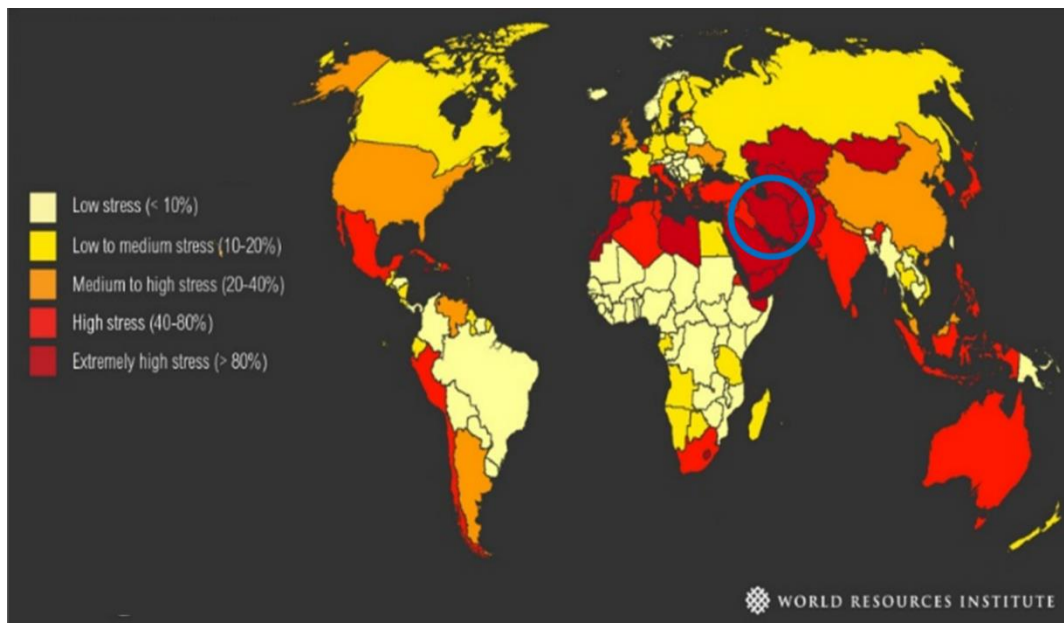 Low stress (< 10%)
Low to medium stress (10-20%)
Medium to high stress (20-40%)
High stress (40-80%)
Extremely high stress (> 80%)
WORLD RESOURCES INSTITUTE